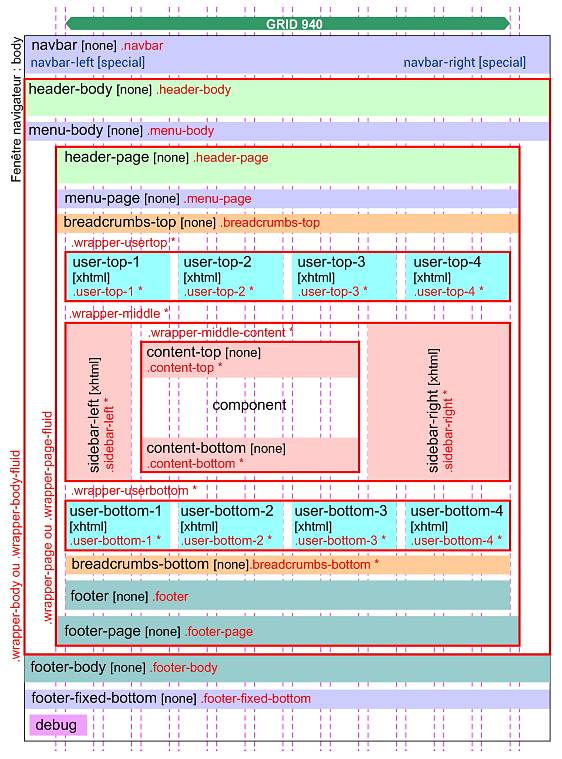 GRID 940
Fenêtre navigateur : body
navbar [none] .navbar
navbar-left [special]
navbar-right [special]
header-body [none] .header-body
menu-body [none] .menu-body
header-page [none] .header-page
menu-page [none] .menu-page
breadcrumbs-top [none] .breadcrumbs-top
.wrapper-usertop *
user-top-1
[xhtml]
.user-top-1 *
user-top-2
[xhtml]
.user-top-2 *
user-top-3
[xhtml]
.user-top-3 *
user-top-4
[xhtml]
.user-top-4 *
.wrapper-middle *
.wrapper-middle-content *
sidebar-left [xhtml]
.sidebar-left *
content-top [none]
.content-top *
component
content-bottom [none]
.content-bottom *
sidebar-right [xhtml]
.sidebar-right *
.wrapper-body ou .wrapper-body-fluid
.wrapper-page ou .wrapper-page-fluid
.wrapper-userbottom *
user-bottom-1
[xhtml]
.user-bottom-1 *
user-bottom-2
[xhtml]
.user-bottom-2 *
user-bottom-3
[xhtml]
.user-bottom-3 *
user-bottom-4
[xhtml]
.user-bottom-4 *
breadcrumbs-bottom [none].breadcrumbs-bottom *
footer [none] .footer
footer-page [none] .footer-page
footer-body [none] .footer-body
footer-fixed-bottom [none] .footer-fixed-bottom
debug